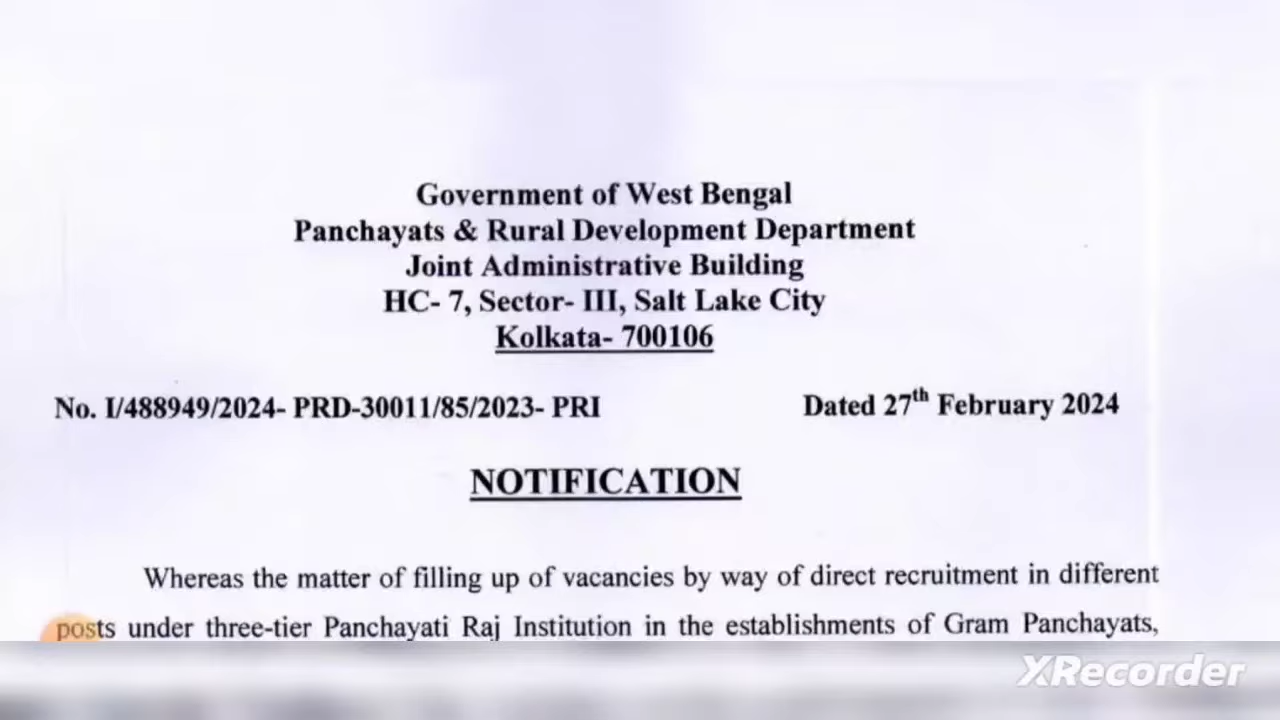 Government of West Bengal
Panchayats & Rural Development Department
Joint Administrative Building
HC- 7, Sector- III, Salt Lake City
Kolkata- 700106
No. I/488949/2024- PRD-30011/85/2023- PRI Dated 27th February 2024
NOTIFICATION
Whereas the matter of filling up of vacancies by way of direct recruitment in different
posts under three-tier Panchayati Raj Institution in the establishments of Gram Panchayats,
XRecorder